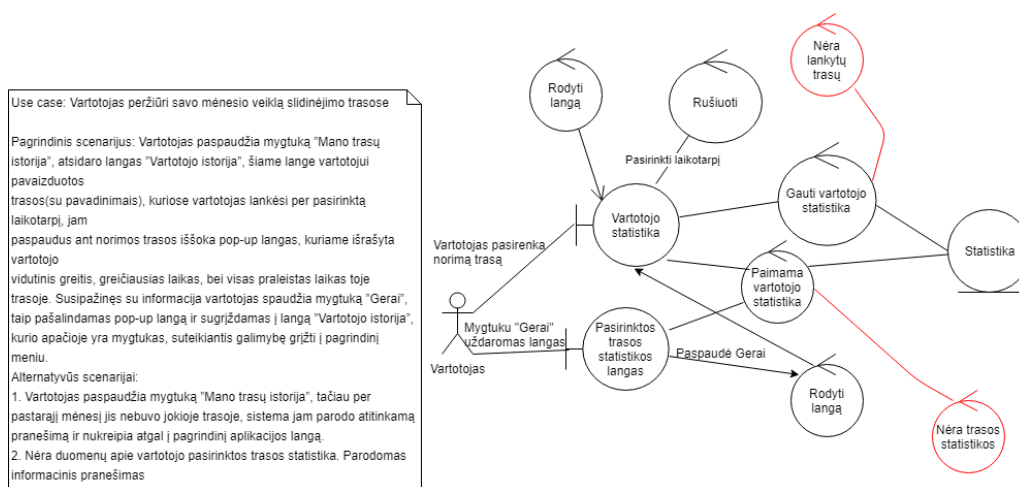 Use case: Vartotojas peržiūri savo mėnesio veiklą slidinėjimo trasose
Pagrindinis scenarijus: Vartotojas paspaudžia mygtuką "Mano trasų
istorija", atsidaro langas "Vartotojo istorija", šiame lange vartotojui
pavaizduotos
trasos(su pavadinimais), kuriose vartotojas lankėsi per pasirinktą
laikotarpį, jam
paspaudus ant norimos trasos iššoka pop-up langas, kuriame išrašyta
vartotojo
vidutinis greitis, greičiausias laikas, bei visas praleistas laikas toje
trasoje. Susipažinęs su informacija vartotojas spaudžia mygtuką "Gerai",
taip pašalindamas pop-up langą ir sugrįždamas į langą "Vartotojo istorija",
kurio apačioje yra mygtukas, suteikiantis galimybę grįžti į pagrindinį
meniu.
Alternatyvūs scenarijai:
1. Vartotojas paspaudžia mygtuką "Mano trasų istorija", tačiau per
pastarąjį mėnesį jis nebuvo jokioje trasoje, sistema jam parodo atitinkamą
pranešimą ir nukreipia atgal į pagrindinį aplikacijos langą.
2. Nėra duomenų apie vartotojo pasirinktos trasos statistika. Parodomas
informacinis pranešimas
Nėra
lankytų
trasų
Rodyti
langą
Rušiuoti
Pasirinkti laikotarpį
Gauti vartotojo
statistika
Vartotojo
statistika
Vartotojas pasirenka
norimą trasą
Statistika
Paimama
vartotojo
statistika
Mygtuku "Gerai"
uždaromas langas
Vartotojas
Pasirinktos
trasos
statistikos
langas
Paspaudė Gerai
Rodyti
langą
Nėra trasos
statistikos